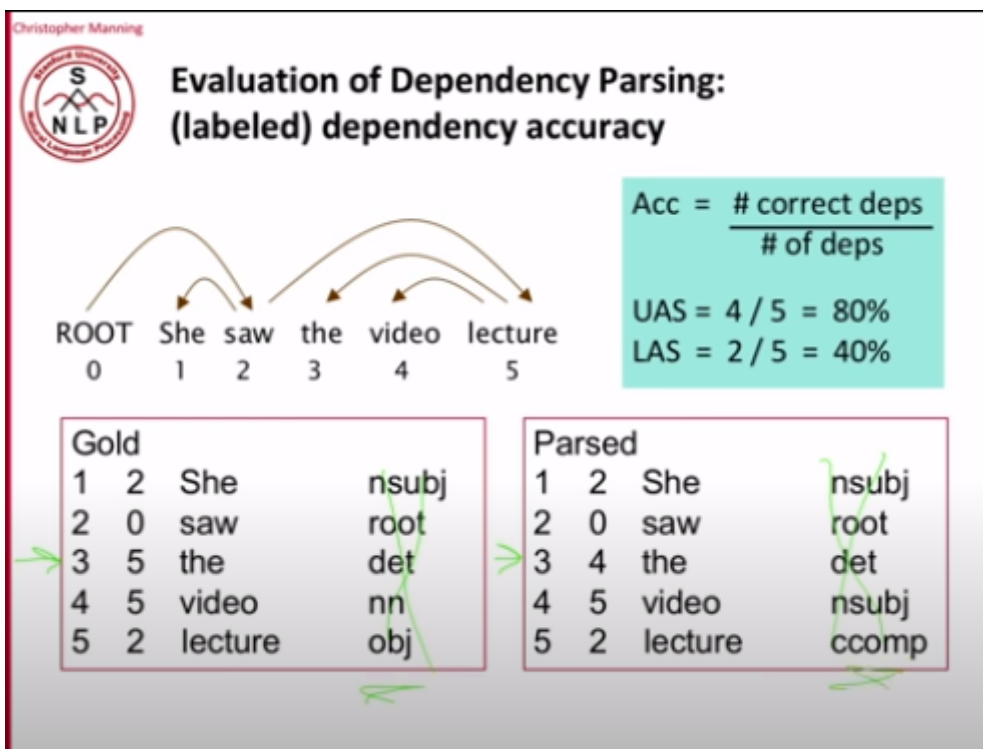 Christopher Manning
Stanford University
S
NLP
Natural Language Processing
Evaluation of Dependency Parsing:
(labeled) dependency accuracy
Acc = # correct deps
# of deps
UAS = 4 / 5 = 80%
LAS = 2 / 5 = 40%
ROOT She saw the video lecture
0 1 2 3 4 5
Gold
1 2 She nsubj
2 0 saw root
3 5 the det
4 5 video nn
5 2 lecture obj
Parsed
1 2 She nsubj
2 0 saw root
3 4 the det
4 5 video nsubj
5 2 lecture ccomp